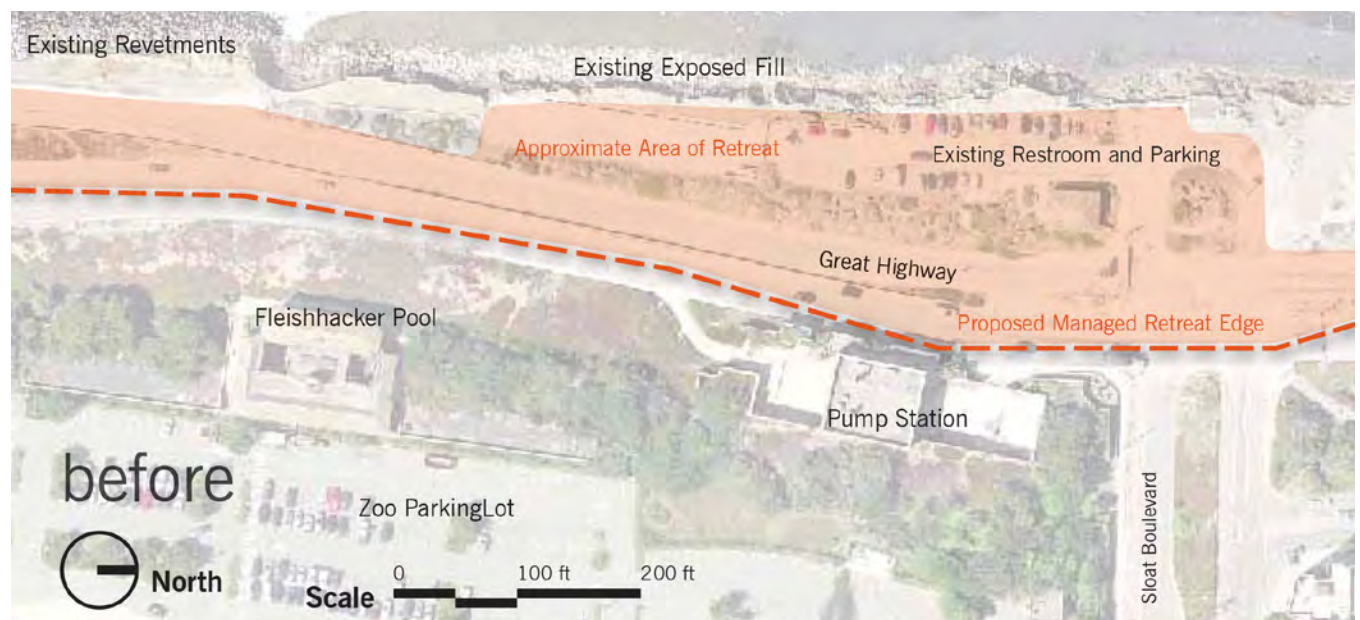 Existing Revetments
Existing Exposed Fill
Approximate Area of Retreat
Existing Restroom and Parking
Great Highway
Fleishhacker Pool
Proposed Managed Retreat Edge
Pump Station
before
Zoo ParkingLot
Sloat Boulevard
North
Scale
0 100 ft 200 ft